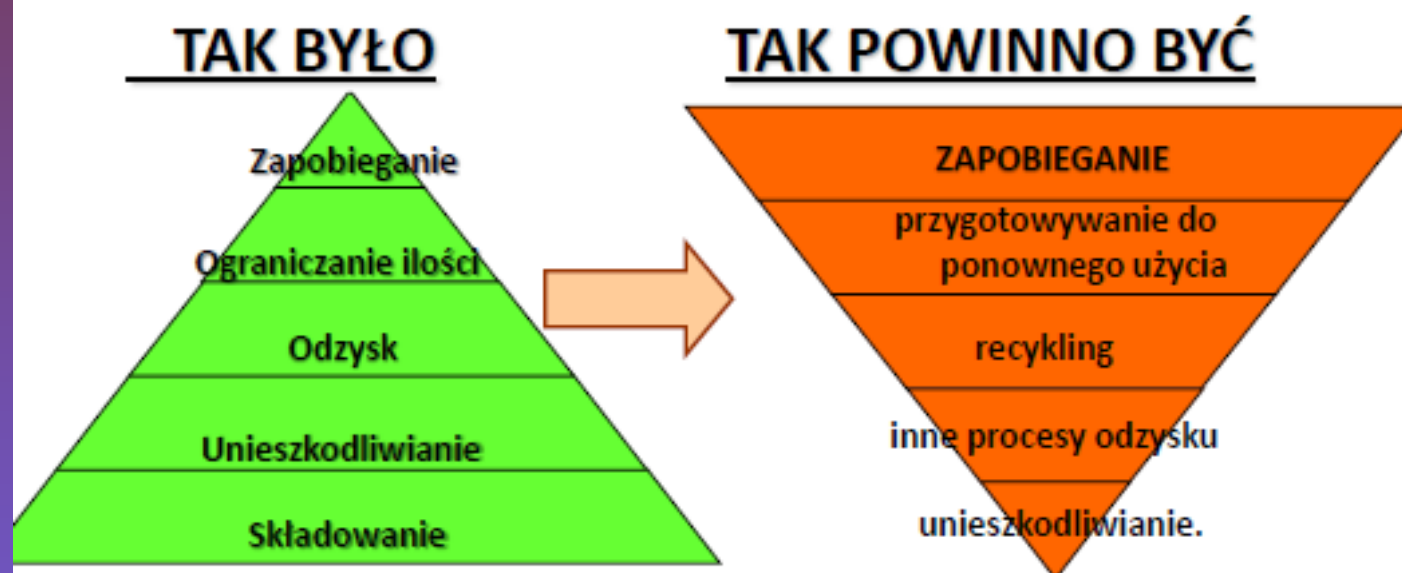 TAK BYŁO
Zapobieganie
Ograniczanie ilości
Odzysk
Unieszkodliwianie
Składowanie
TAK POWINNO BYĆ
ZAPOBIEGANIE
przygotowywanie do
ponownego użycia
recykling
inne procesy odzysku
unieszkodliwianie.